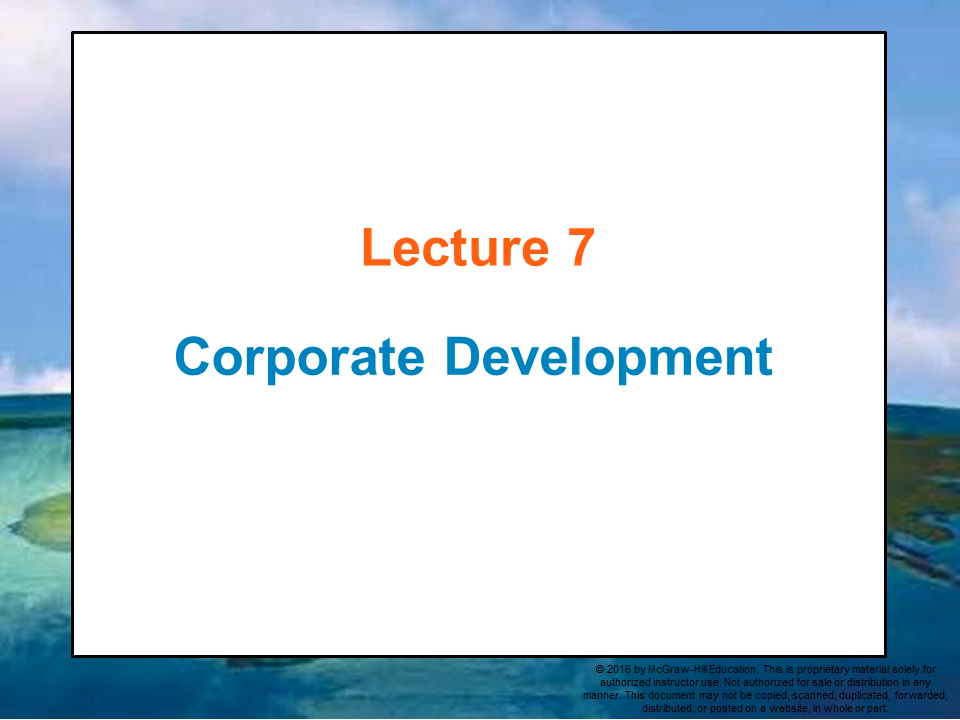 Lecture 7
Corporate Development
© 2016 by McGraw-Hill Education. This is proprietary material solely for
authorized instructor use. Not authorized for sale or distribution in any
manner. This document may not be copied, scanned, duplicated, forwarded,
distributed, or posted on a website, in whole or part.